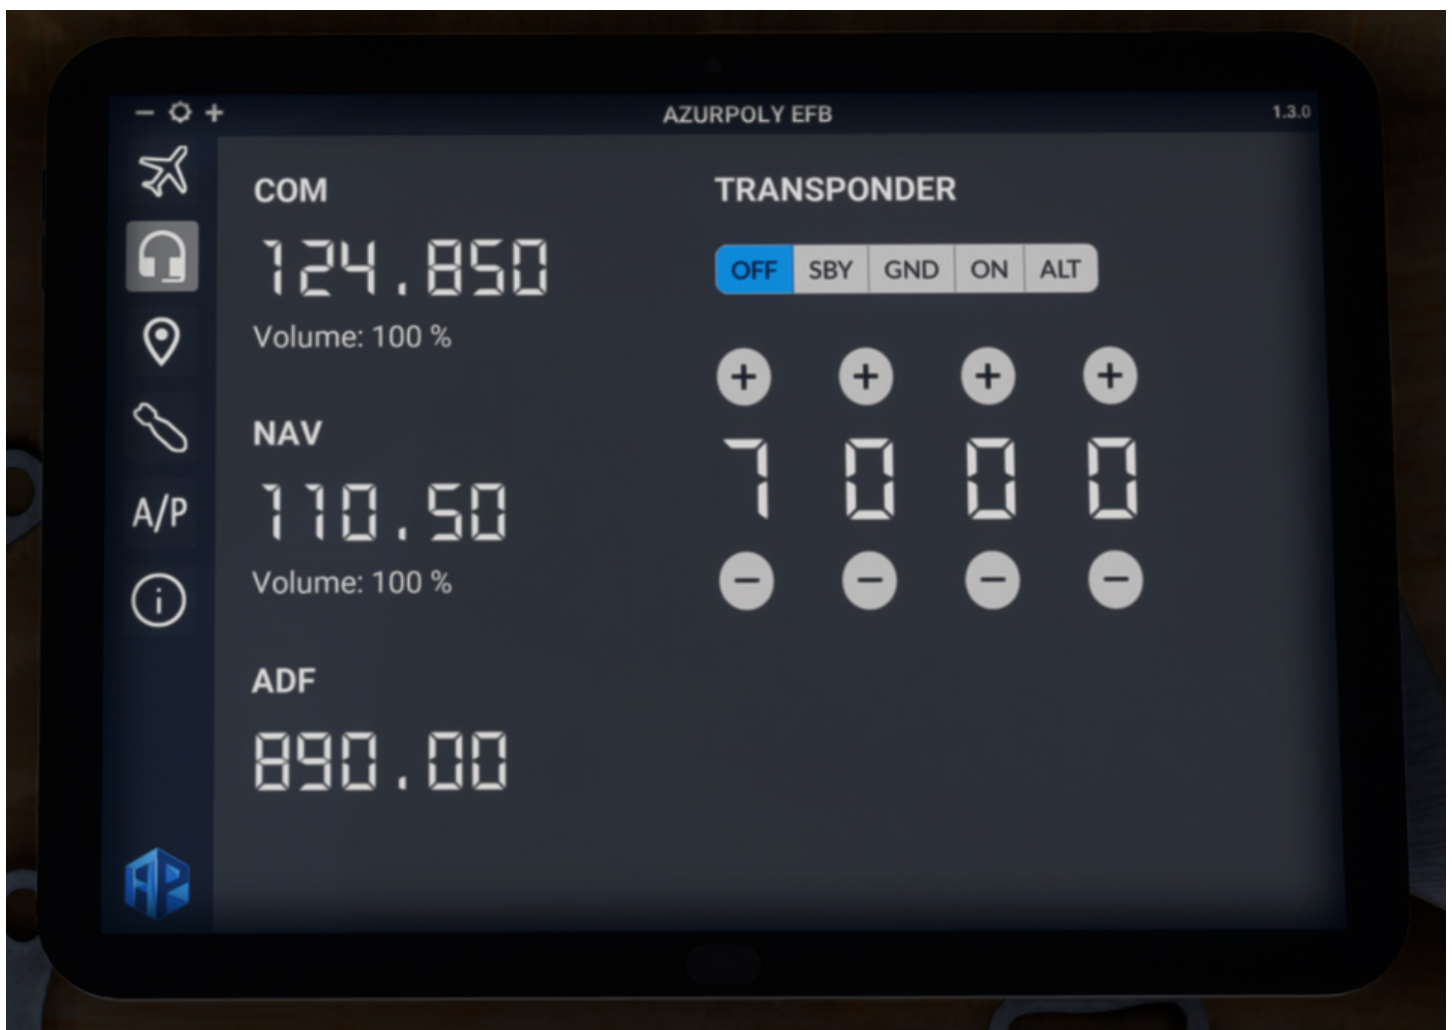 AZURPOLY EFB
1.3.0
COM
124.850
Volume: 100 %
NAV
110.50
Volume: 100 %
ADF
890.00
TRANSPONDER
OFF SBY GND ON ALT
+ + + +
7 0 0 0
- - - -
A/P
i
AP